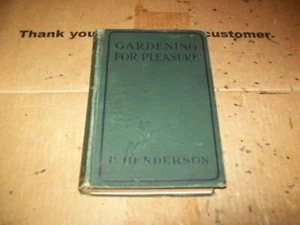 Thank you
customer.
GARDENING
FOR PLEASURE
P. HENDERSON